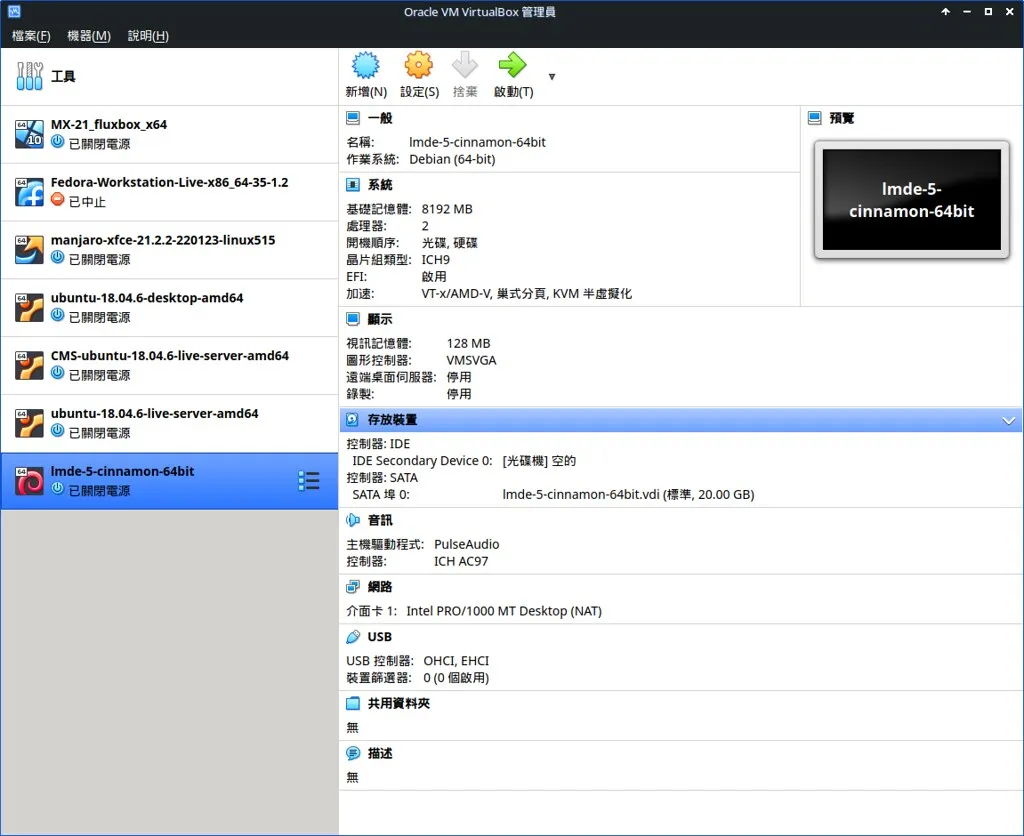 Oracle VM VirtualBox 管理員
檔案(F) 機器(M) 說明(H)
工具
MX-21_fluxbox_x64
已關閉電源
Fedora-Workstation-Live-x86_64-35-1.2
已中止
manjaro-xfce-21.2.2-220123-linux515
已關閉電源
ubuntu-18.04.6-desktop-amd64
已關閉電源
CMS-ubuntu-18.04.6-live-server-amd64
已關閉電源
ubuntu-18.04.6-live-server-amd64
已關閉電源
lmde-5-cinnamon-64bit
已關閉電源
新增(N) 設定(S) 捨棄 啟動(T)
一般
名稱: lmde-5-cinnamon-64bit
作業系統: Debian (64-bit)
系統
基礎記憶體: 8192 MB
處理器: 2
開機順序: 光碟, 硬碟
晶片組類型: ICH9
EFI: 啟用
加速: VT-x/AMD-V, 巢式分頁, KVM 半虛擬化
預覽
lmde-5-
cinnamon-64bit
顯示
視訊記憶體: 128 MB
圖形控制器: VMSVGA
遠端桌面伺服器: 停用
錄製: 停用
存放裝置
控制器: IDE
IDE Secondary Device 0: [光碟機] 空的
控制器: SATA
SATA 埠 0: lmde-5-cinnamon-64bit.vdi (標準, 20.00 GB)
音訊
主機驅動程式: PulseAudio
控制器: ICH AC97
網路
介面卡 1: Intel PRO/1000 MT Desktop (NAT)
USB
USB 控制器: OHCI, EHCI
裝置篩選器: 0 (0 個啟用)
共用資料夾
無
描述
無